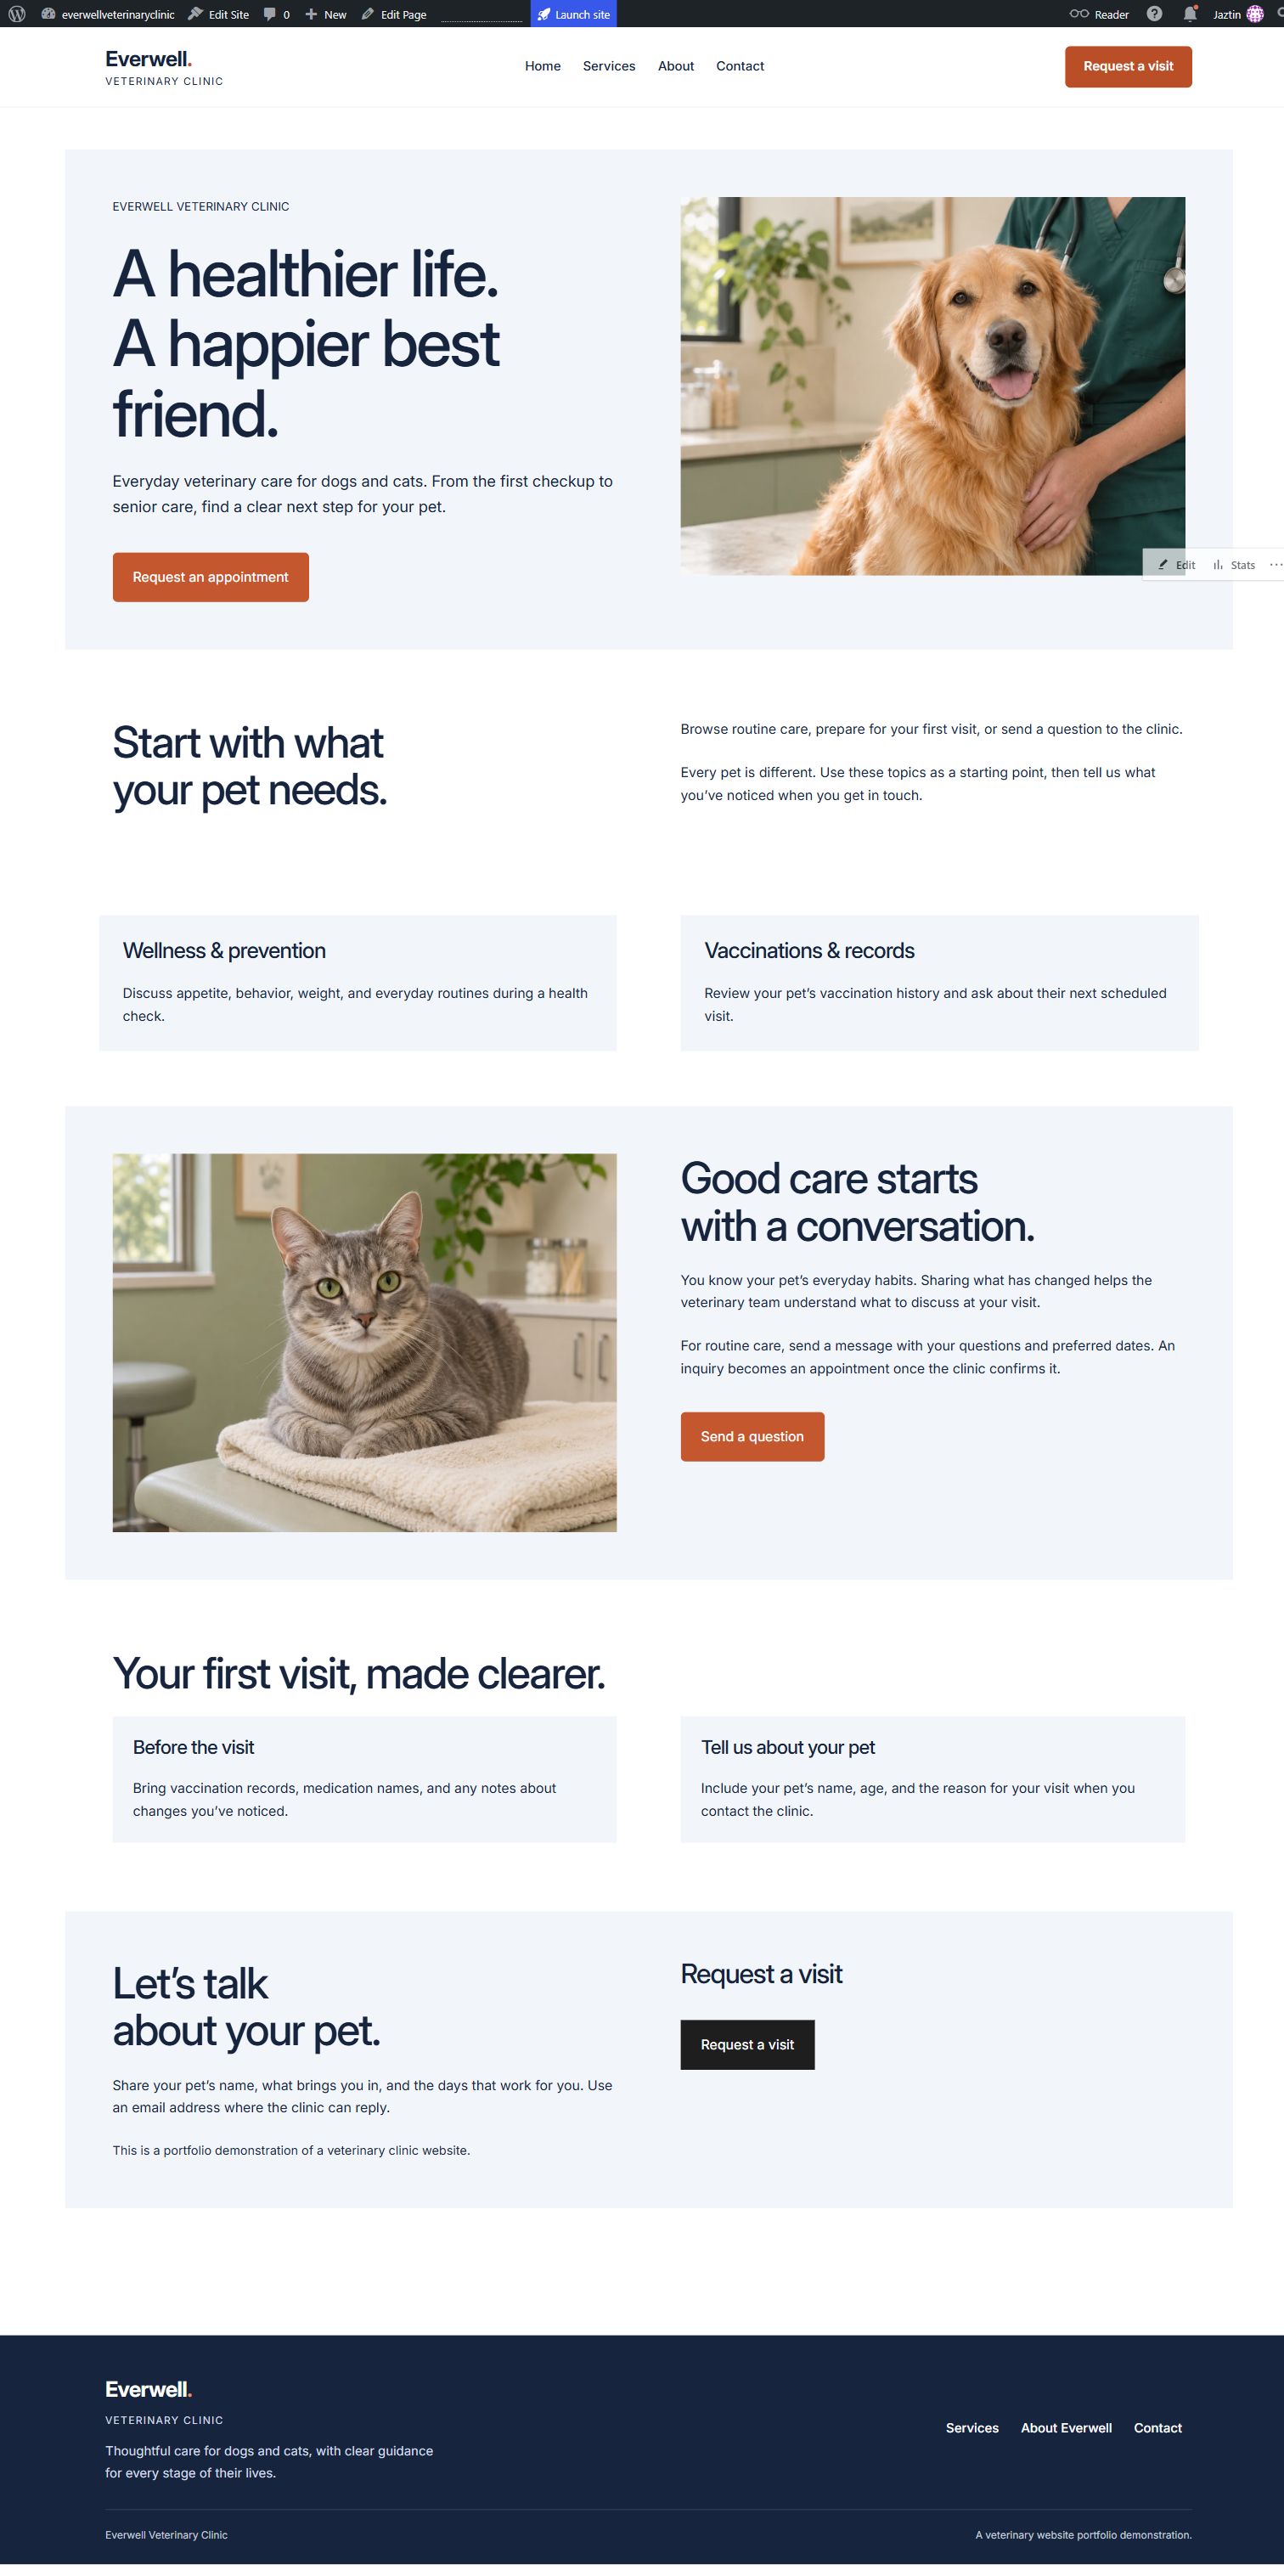 everwellveterinaryclinic Edit Site 0 New Edit Page Launch site Reader Jaztin
Everwell.
VETERINARY CLINIC
Home Services About Contact
Request a visit
EVERWELL VETERINARY CLINIC
A healthier life.
A happier best
friend.
Everyday veterinary care for dogs and cats. From the first checkup to
senior care, find a clear next step for your pet.
Request an appointment
Edit Stats
Start with what
your pet needs.
Browse routine care, prepare for your first visit, or send a question to the clinic.
Every pet is different. Use these topics as a starting point, then tell us what
you’ve noticed when you get in touch.
Wellness & prevention
Discuss appetite, behavior, weight, and everyday routines during a health
check.
Vaccinations & records
Review your pet’s vaccination history and ask about their next scheduled
visit.
Good care starts
with a conversation.
You know your pet’s everyday habits. Sharing what has changed helps the
veterinary team understand what to discuss at your visit.
For routine care, send a message with your questions and preferred dates. An
inquiry becomes an appointment once the clinic confirms it.
Send a question
Your first visit, made clearer.
Before the visit
Bring vaccination records, medication names, and any notes about
changes you’ve noticed.
Tell us about your pet
Include your pet’s name, age, and the reason for your visit when you
contact the clinic.
Let’s talk
about your pet.
Share your pet’s name, what brings you in, and the days that work for you. Use
an email address where the clinic can reply.
This is a portfolio demonstration of a veterinary clinic website.
Request a visit
Request a visit
Everwell.
VETERINARY CLINIC
Thoughtful care for dogs and cats, with clear guidance
for every stage of their lives.
Services About Everwell Contact
Everwell Veterinary Clinic
A veterinary website portfolio demonstration.